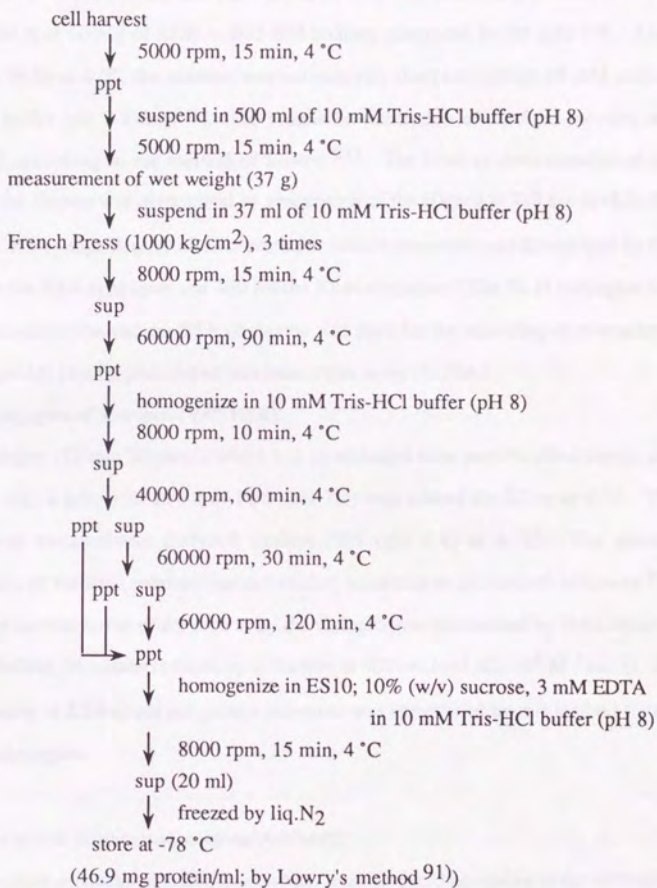 cell harvest
5000 rpm, 15 min, 4 °C
ppt
suspend in 500 ml of 10 mM Tris-HCl buffer (pH 8)
5000 rpm, 15 min, 4 °C
measuremnt of wet weight (37 g)
suspend in 37 ml of 10 mM Tris-HCl buffer (pH 8)
French Press (1000 kg/cm2), 3 times
8000 rpm, 15 min, 4 °C
sup
60000 rpm, 90 min, 4 °C
ppt
homogenize in 10 mM Tris-HCl buffer (pH 8)
8000 rpm, 10 min, 4 °C
sup
40000 rpm, 60 min, 4 °C
ppt sup
60000 rpm, 30 min, 4 °C
ppt sup
60000 rpm, 120 min, 4 °C
ppt
homogenize in ES10; 10% (w/v) sucrose, 3 mM EDTA
in 10 mM Tris-HCl buffer (pH 8)
8000 rpm, 15 min, 4 °C
sup (20 ml)
freezed by liq.N2
store at -78 °C
(46.9 mg protein/ml; by Lowry's method 91))